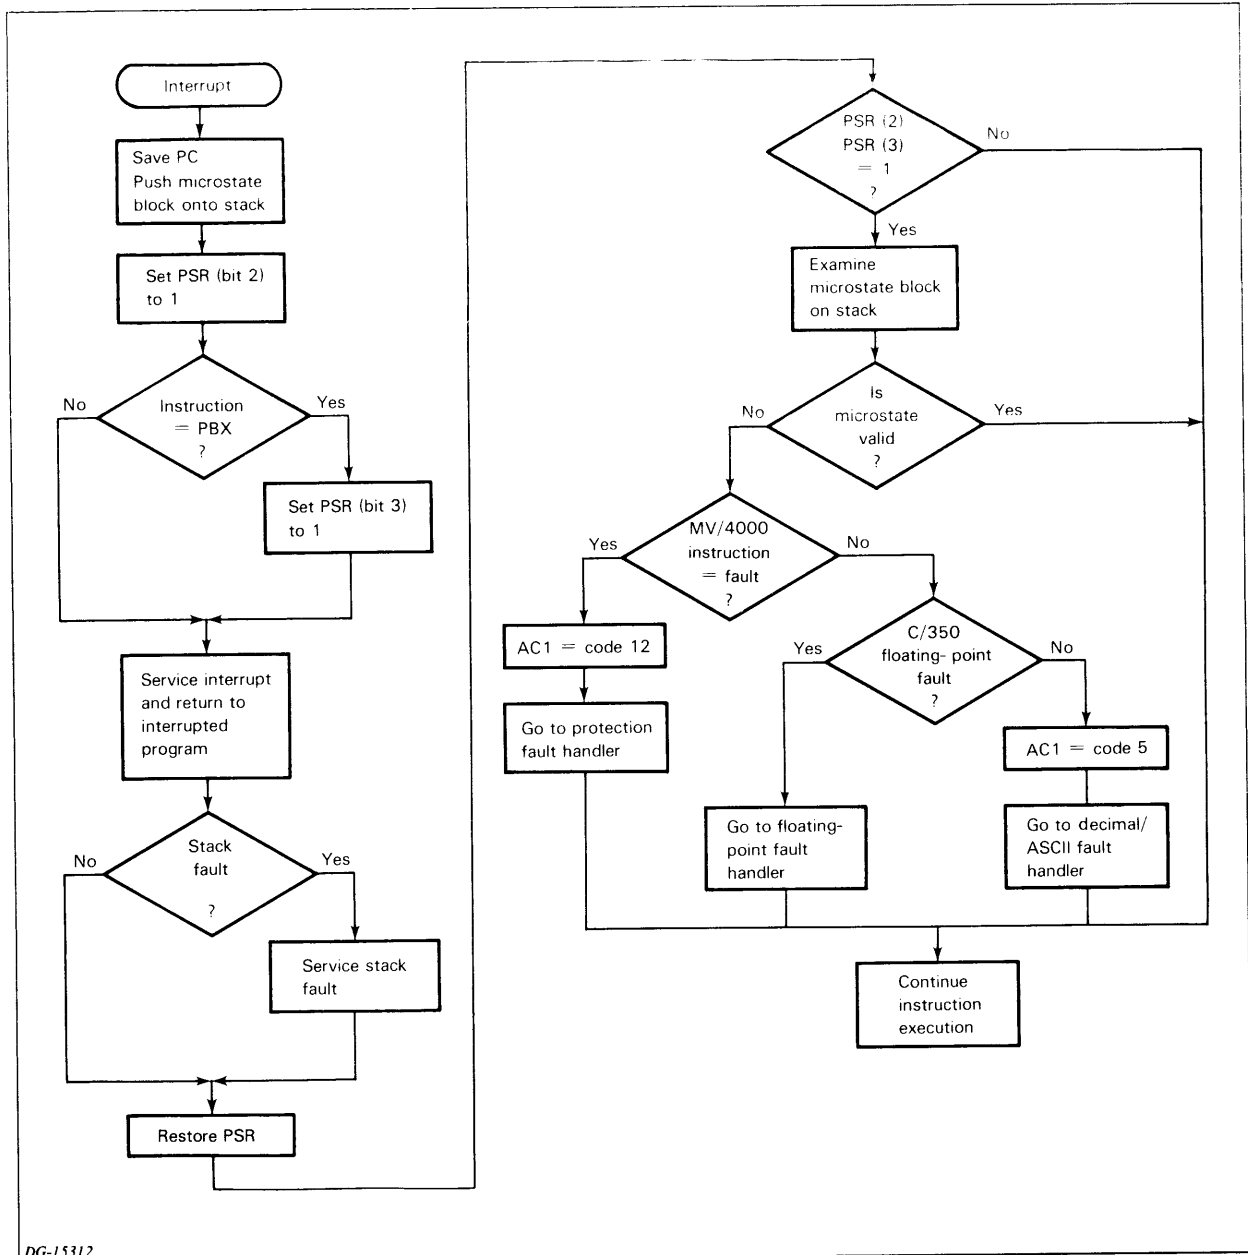 Interrupt
Save PC
Push microstate
block onto stack
Set PSR (bit 2)
to 1
Instruction
= PBX
?
No
Yes
Set PSR (bit 3)
to 1
Service interrupt
and return to
interrupted
program
Stack
fault
?
No
Yes
Service stack
fault
Restore PSR
PSR (2)
PSR (3)
= 1
?
No
Yes
Examine
microstate block
on stack
Is
microstate
valid
?
No
Yes
MV/4000
instruction
= fault
?
Yes
No
AC1 = code 12
Go to protection
fault handler
C/350
floating- point
fault
?
Yes
No
Go to floating-
point fault
handler
AC1 = code 5
Go to decimal/
ASCII fault
handler
Continue
instruction
execution
DG-15312